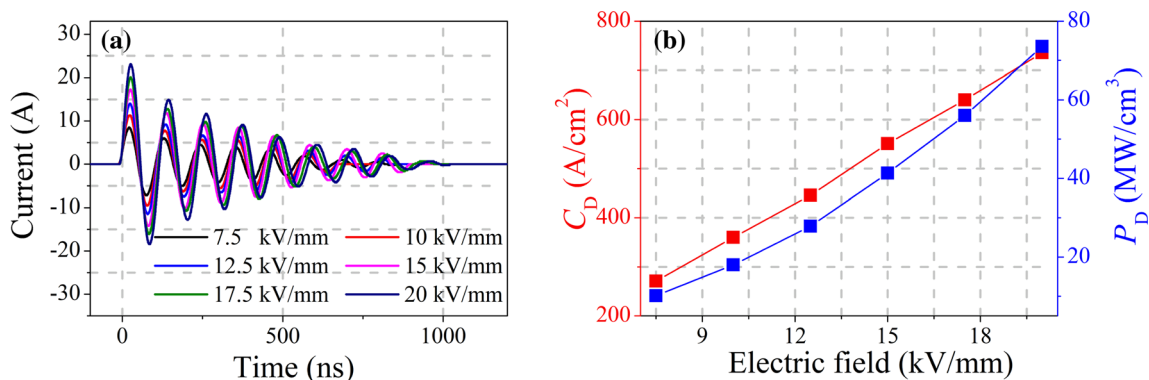 (a)
30
20
10
0
-10
-20
-30
Current (A)
7.5 kV/mm
10 kV/mm
12.5 kV/mm
15 kV/mm
17.5 kV/mm
20 kV/mm
0
500
1000
Time (ns)
(b)
800
600
400
200
C_D (A/cm²)
80
60
40
20
P_D (MW/cm³)
9
12
15
18
Electric field (kV/mm)